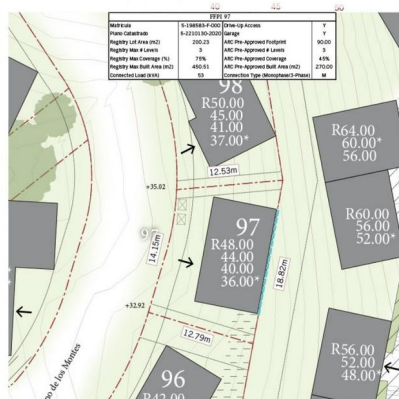 40 45 50
FFPI 97
Matricula 5-198583-F-000 Drive-Up Access Y
Plano Catastrado 5-2210130-2020 Garage Y
Registry Lot Area (m2) 200.23 ARC Pre-Approved Footprint 90.00
Registry Max # Levels 3 ARC Pre-Approved # Levels 3
Registry Max Coverage (%) 75% ARC Pre-Approved Coverage 45%
Registry Max Built Area (m2) 450.51 ARC Pre-Approved Built Area (m2) 270.00
Connected Load (kVA) 53 Connection Type (Monophase/3-Phase) M
98
R50.00
45.00
41.00
37.00*
R64.00
60.00*
56.00
12.53m
+35.02
97
R48.00
44.00
40.00
36.00*
R60.00
56.00
52.00*
14.15m
18.82m
+32.92
12.79m
R56.00
52.00
48.00*
de los Montes
96
R42.00